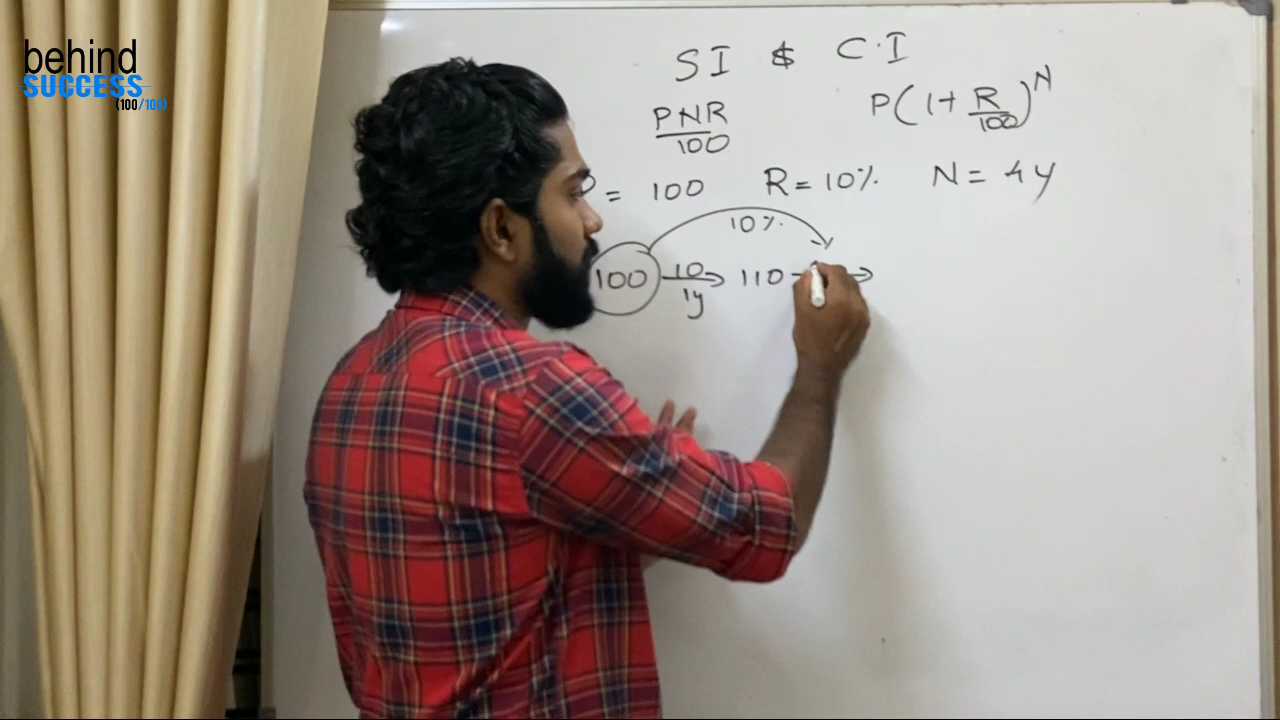 behind
SUCCESS
(100/100)
SI & C.I
PNR
100
P(1+ R/100)^N
= 100 R = 10% N = 4y
10%
100 10 110
1y